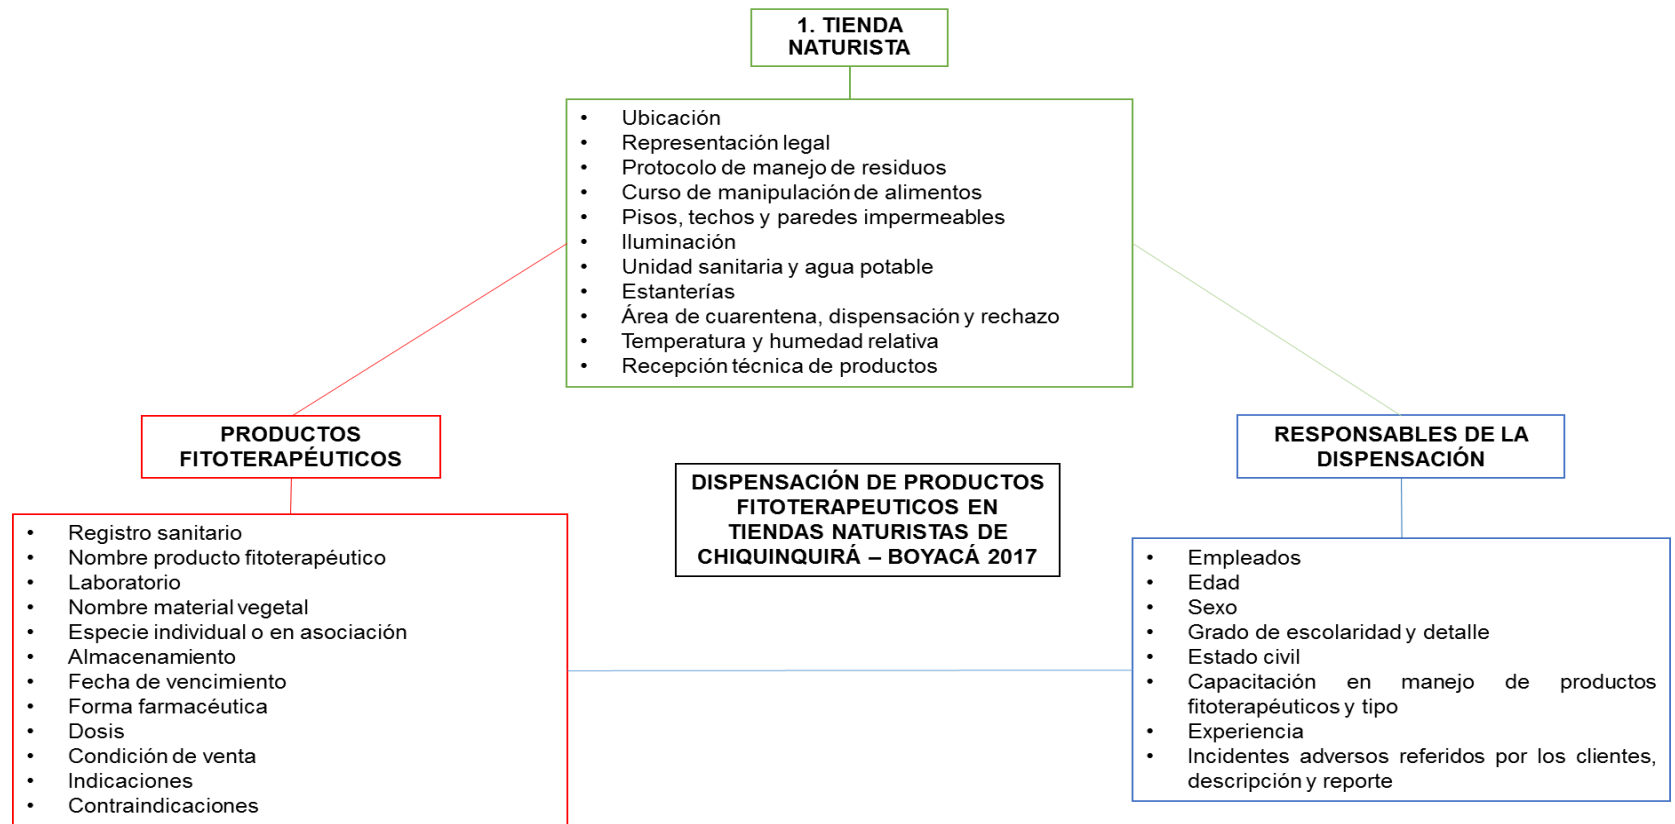 1. TIENDA
NATURISTA
• Ubicación
• Representación legal
• Protocolo de manejo de residuos
• Curso de manipulación de alimentos
• Pisos, techos y paredes impermeables
• Iluminación
• Unidad sanitaria y agua potable
• Estanterías
• Área de cuarentena, dispensación y rechazo
• Temperatura y humedad relativa
• Recepción técnica de productos
PRODUCTOS
FITOTERAPÉUTICOS
• Registro sanitario
• Nombre producto fitoterapéutico
• Laboratorio
• Nombre material vegetal
• Especie individual o en asociación
• Almacenamiento
• Fecha de vencimiento
• Forma farmacéutica
• Dosis
• Condición de venta
• Indicaciones
• Contraindicaciones
DISPENSACIÓN DE PRODUCTOS
FITOTERAPEUTICOS EN
TIENDAS NATURISTAS DE
CHIQUINQUIRÁ – BOYACÁ 2017
RESPONSABLES DE LA
DISPENSACIÓN
• Empleados
• Edad
• Sexo
• Grado de escolaridad y detalle
• Estado civil
• Capacitación en manejo de productos
fitoterapéuticos y tipo
• Experiencia
• Incidentes adversos referidos por los clientes,
descripción y reporte